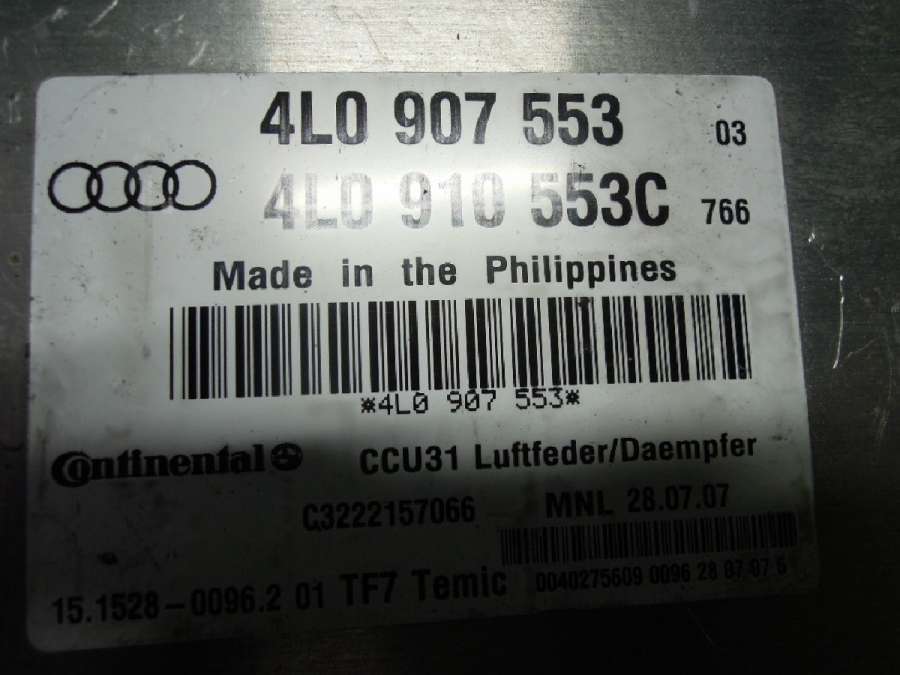 4L0 907 553 03
4L0 910 553C 766
Made in the Philippines
*4L0 907 553*
Continental CCU31 Luftfeder/Daempfer
C3222157066 MNL 28.07.07
15.1528-0096.2 01 TF7 Temic 0040275609 0096 28 07 07 6